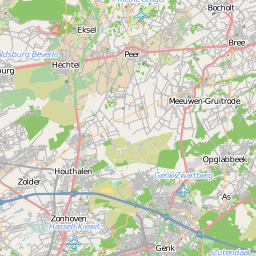 Bocholt
Eksel
Bree
Peer
Hechtel
Meeuwen-Gruitrode
Opglabbeek
Houthalen
Genk Zwartberg
Zolder
As
Zonhoven
Hasselt Kiewit
Genk
Zutendaal